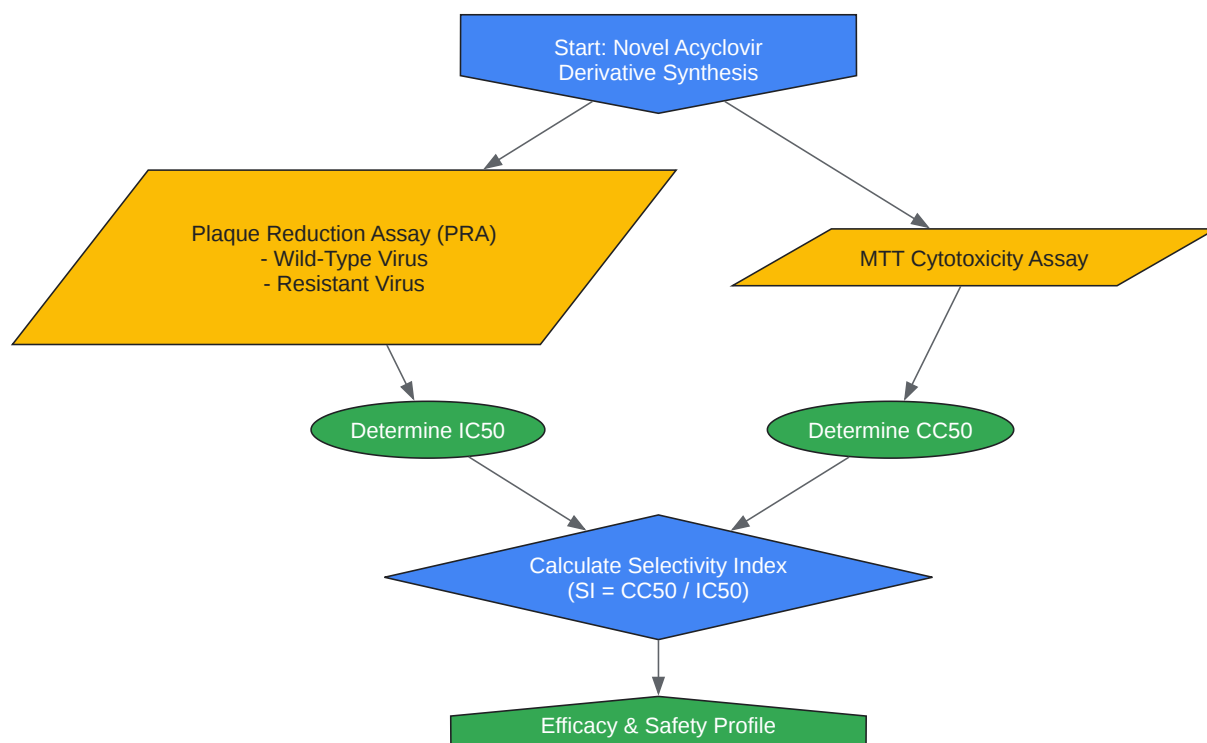 Start: Novel Acyclovir
Derivative Synthesis
Plaque Reduction Assay (PRA)
- Wild-Type Virus
- Resistant Virus
MTT Cytotoxicity Assay
Determine IC50
Determine CC50
Calculate Selectivity Index
(SI = CC50 / IC50)
Efficacy & Safety Profile